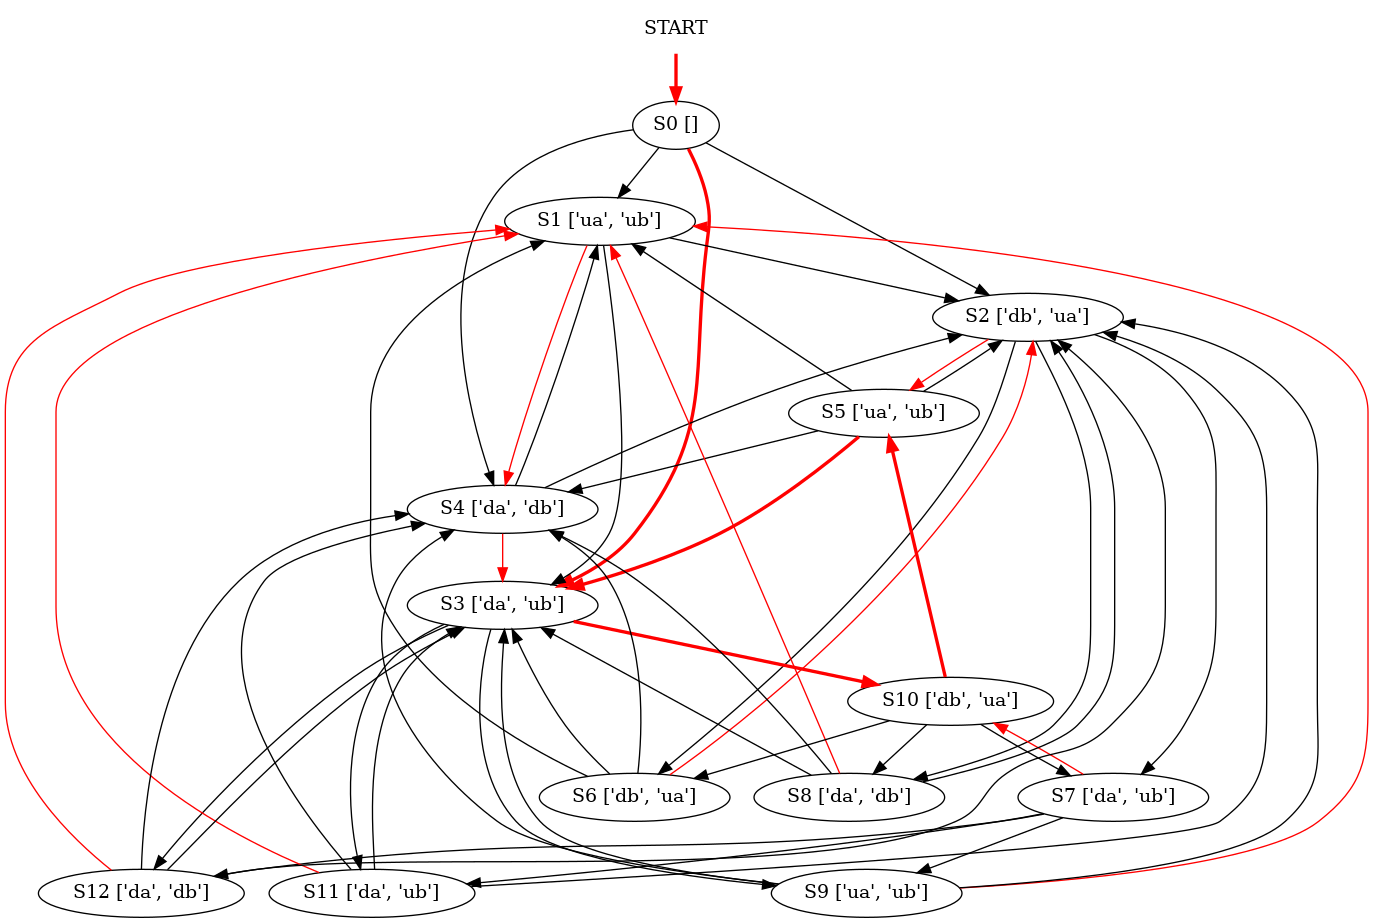 START
S0 []
S1 ['ua', 'ub']
S2 ['db', 'ua']
S5 ['ua', 'ub']
S4 ['da', 'db']
S3 ['da', 'ub']
S10 ['db', 'ua']
S6 ['db', 'ua']
S8 ['da', 'db']
S7 ['da', 'ub']
S12 ['da', 'db']
S11 ['da', 'ub']
S9 ['ua', 'ub']